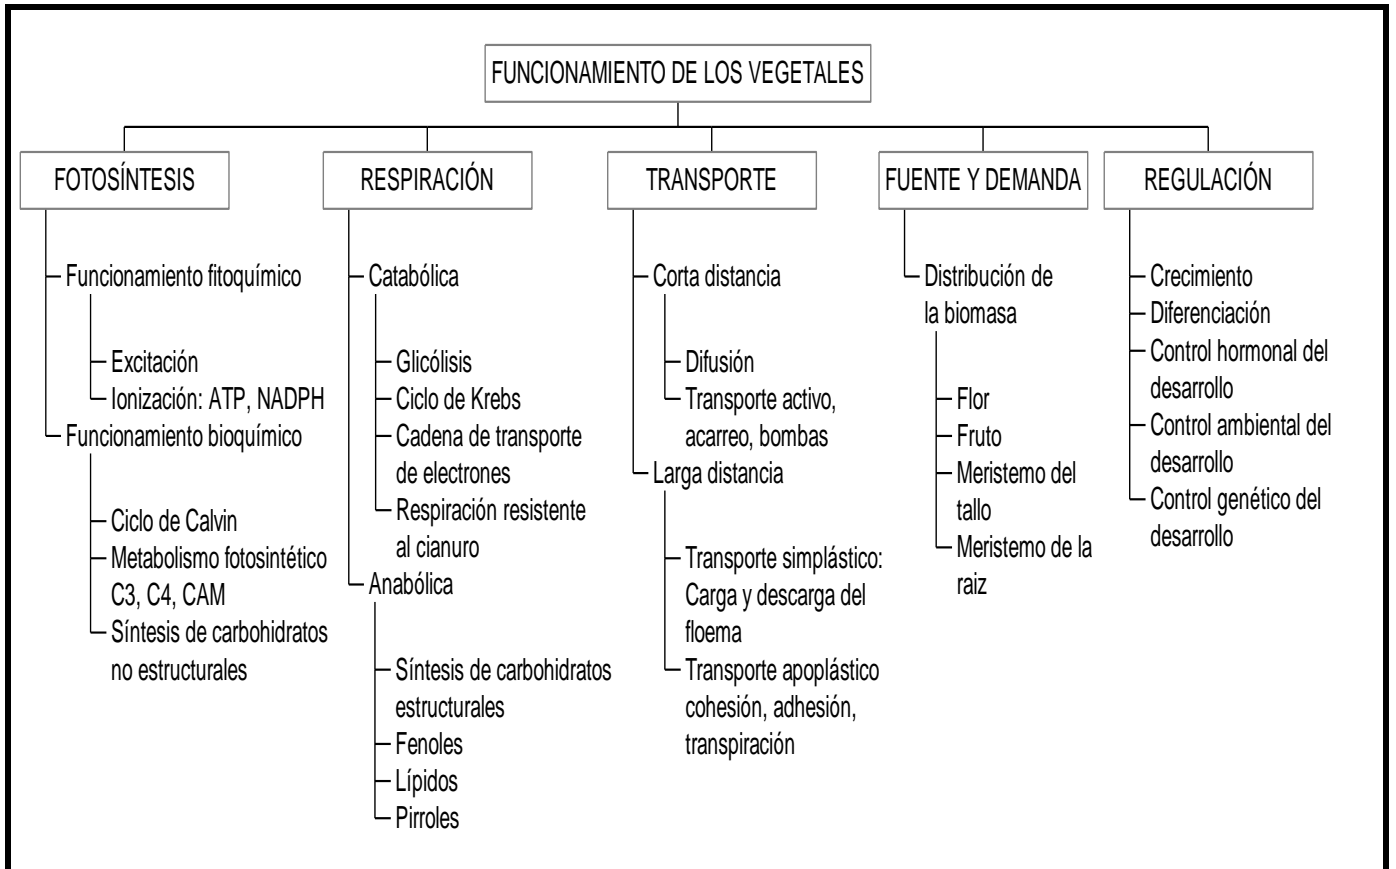 FUNCIONAMIENTO DE LOS VEGETALES
FOTOSÍNTESIS
Funcionamiento fitoquímico
Excitación
Ionización: ATP, NADPH
Funcionamiento bioquímico
Ciclo de Calvin
Metabolismo fotosintético
C3, C4, CAM
Síntesis de carbohidratos
no estructurales
RESPIRACIÓN
Catabólica
Glicólisis
Ciclo de Krebs
Cadena de transporte
de electrones
Respiración resistente
al cianuro
Anabólica
Síntesis de carbohidratos
estructurales
Fenoles
Lípidos
Pirroles
TRANSPORTE
Corta distancia
Difusión
Transporte activo,
acarreo, bombas
Larga distancia
Transporte simplástico:
Carga y descarga del
floema
Transporte apoplástico
cohesión, adhesión,
transpiración
FUENTE Y DEMANDA
Distribución de
la biomasa
Flor
Fruto
Meristemo del
tallo
Meristemo de la
raiz
REGULACIÓN
Crecimiento
Diferenciación
Control hormonal del
desarrollo
Control ambiental del
desarrollo
Control genético del
desarrollo